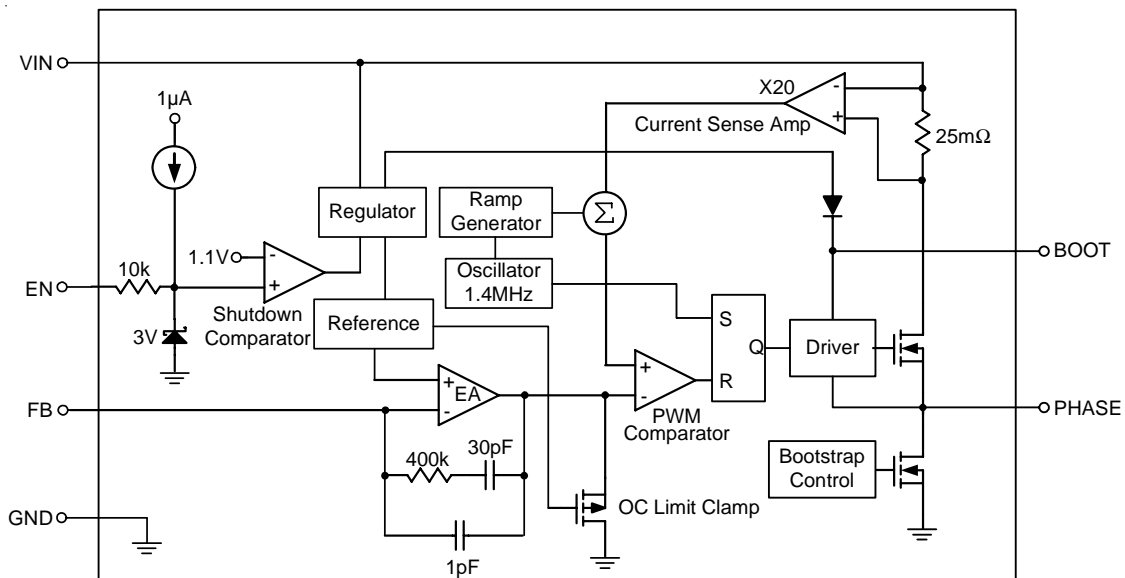 VIN
1µA
X20
-
+
Current Sense Amp
25mΩ
Regulator
Ramp
Generator
Σ
1.1V
-
+
BOOT
10k
EN
Oscillator
1.4MHz
Shutdown
Comparator
3V
Reference
S
Q
R
Driver
+
EA
-
+
-
PWM
Comparator
FB
PHASE
400k
30pF
Bootstrap
Control
OC Limit Clamp
GND
1pF